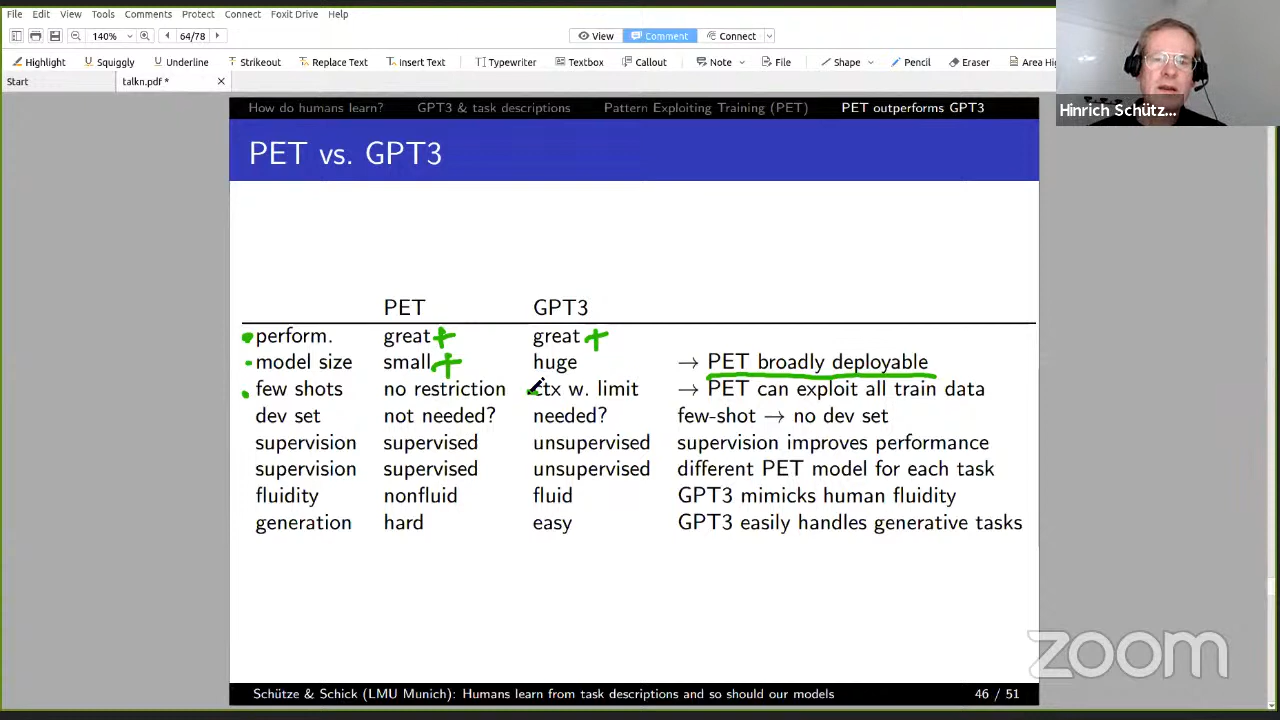 File Edit View Tools Comments Protect Connect Foxit Drive Help
140% 64/78 View Comment Connect
Highlight Squiggly Underline Strikeout Replace Text Insert Text Typewriter Textbox Callout Note File Shape Pencil Eraser Area Hi
Start talkn.pdf *
Hinrich Schütz...
How do humans learn? GPT3 & task descriptions Pattern Exploiting Training (PET) PET outperforms GPT3
PET vs. GPT3
PET GPT3
perform. great + great +
model size small + huge → PET broadly deployable
few shots no restriction ctx w. limit → PET can exploit all train data
dev set not needed? needed? few-shot → no dev set
supervision supervised unsupervised supervision improves performance
supervision supervised unsupervised different PET model for each task
fluidity nonfluid fluid GPT3 mimicks human fluidity
generation hard easy GPT3 easily handles generative tasks
zoom
Schütze & Schick (LMU Munich): Humans learn from task descriptions and so should our models 46 / 51